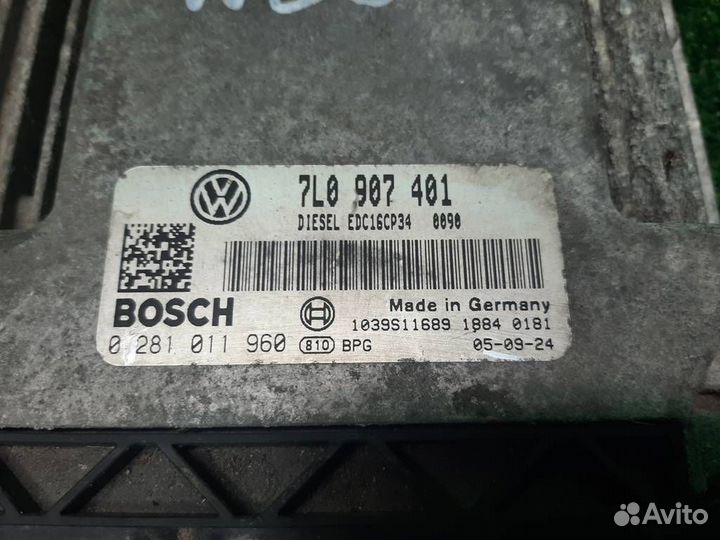 7L0 907 401
DIESEL EDC16CP34 0090
BOSCH
Made in Germany
1039S11689 1884 0181
0 281 011 960 810 BPG 05-09-24
Avito